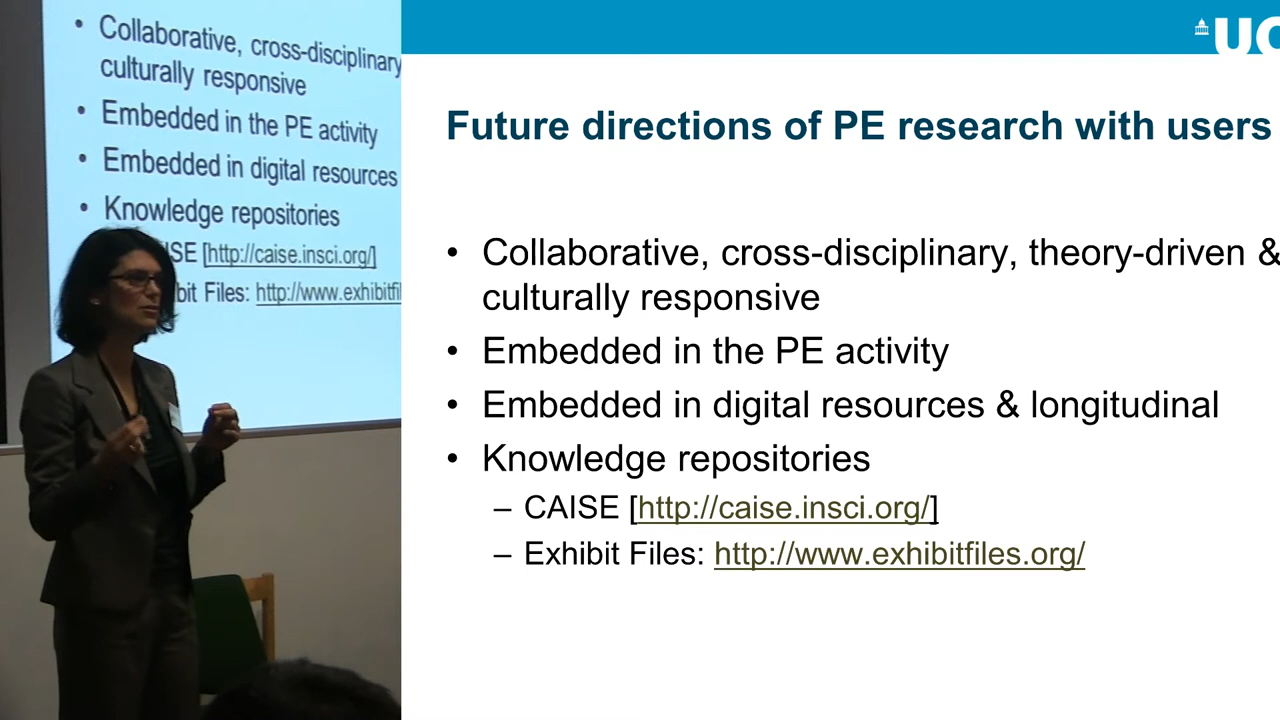 • Collaborative, cross-disciplinary
culturally responsive
• Embedded in the PE activity
• Embedded in digital resources
• Knowledge repositories
ISE [http://caise.insci.org/]
bit Files: http://www.exhibitfil
UC
Future directions of PE research with users
• Collaborative, cross-disciplinary, theory-driven &
culturally responsive
• Embedded in the PE activity
• Embedded in digital resources & longitudinal
• Knowledge repositories
– CAISE [http://caise.insci.org/]
– Exhibit Files: http://www.exhibitfiles.org/